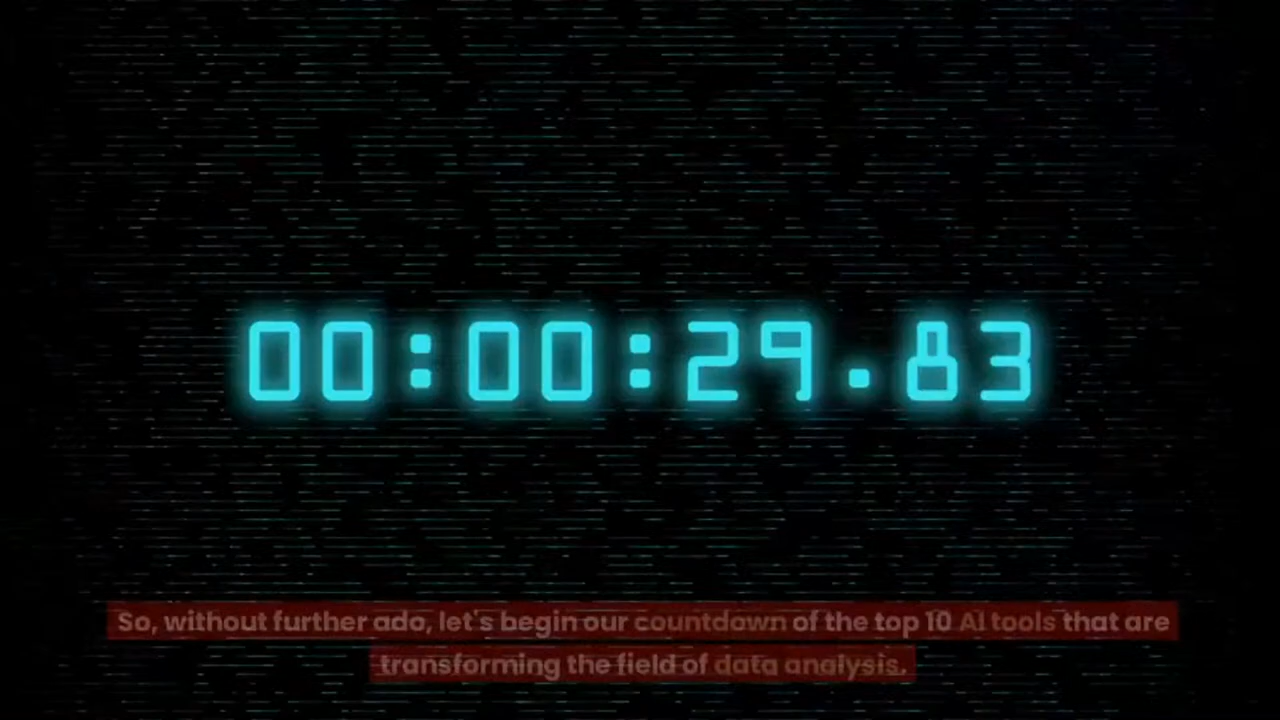 00:00:29.83
So, without further ado, let's begin our countdown of the top 10 AI tools that are
transforming the field of data analysis.